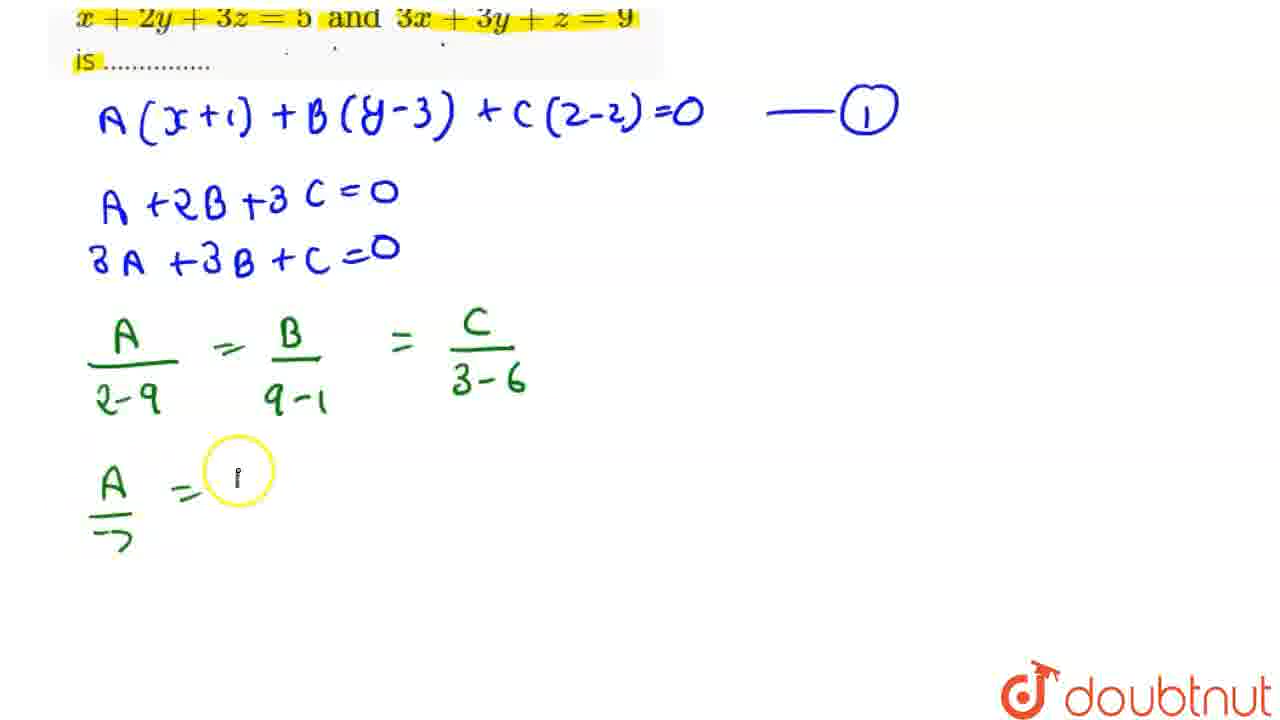 x + 2y + 3z = 5 and 3x + 3y + z = 9
is ...............
A (x+1) + B (y-3) + C (z-2) = 0 — 1
A + 2B + 3C = 0
3A + 3B + C = 0
A/2-9 = B/9-1 = C/3-6
A/-7 =
doubtnut